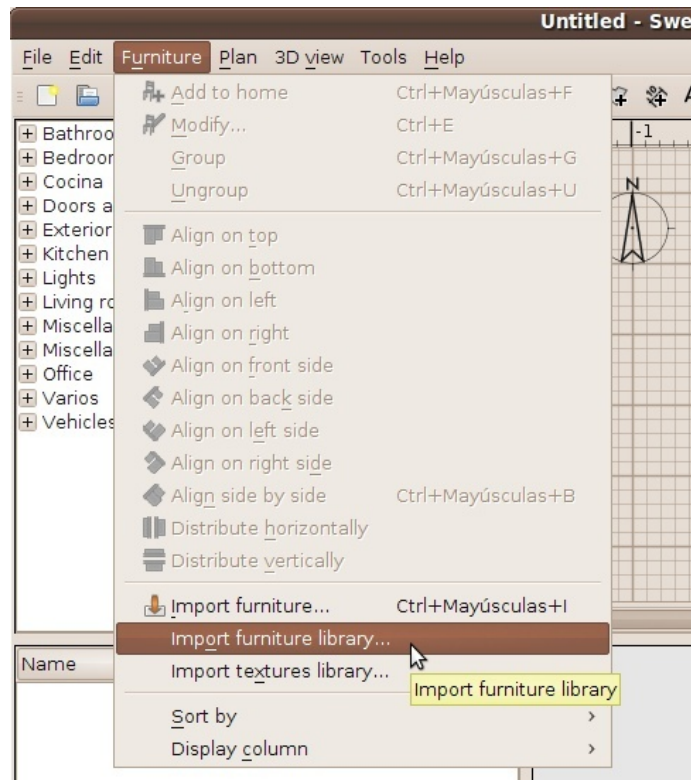 Untitled - Swe
File Edit Furniture Plan 3D view Tools Help
Add to home Ctrl+Mayúsculas+F
Modify... Ctrl+E
Group Ctrl+Mayúsculas+G
Ungroup Ctrl+Mayúsculas+U
Align on top
Align on bottom
Align on left
Align on right
Align on front side
Align on back side
Align on left side
Align on right side
Align side by side Ctrl+Mayúsculas+B
Distribute horizontally
Distribute vertically
Import furniture... Ctrl+Mayúsculas+I
Import furniture library...
Import textures library...
Import furniture library
Sort by
Display column
Bathroo
Bedroor
Cocina
Doors a
Exterior
Kitchen
Lights
Living ro
Miscella
Miscella
Office
Varios
Vehicles
Name
-1
N